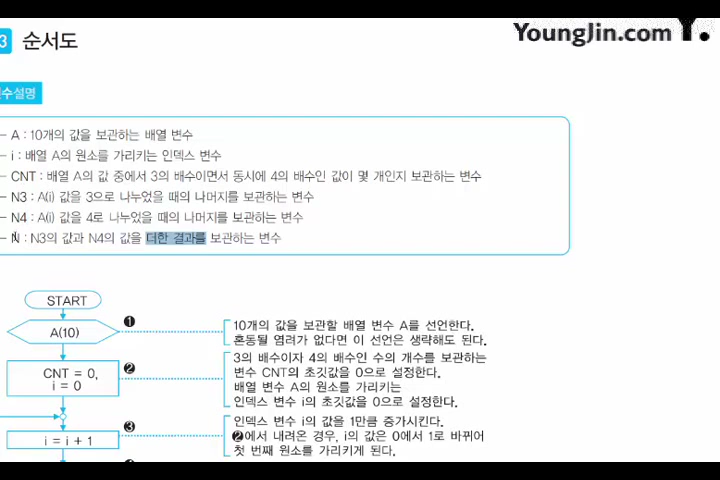 YoungJin.com Y.
3 순서도
수설명
- A : 10개의 값을 보관하는 배열 변수
- i : 배열 A의 원소를 가리키는 인덱스 변수
- CNT : 배열 A의 값 중에서 3의 배수이면서 동시에 4의 배수인 값이 몇 개인지 보관하는 변수
- N3 : A(i) 값을 3으로 나누었을 때의 나머지를 보관하는 변수
- N4 : A(i) 값을 4로 나누었을 때의 나머지를 보관하는 변수
- N : N3의 값과 N4의 값을 더한 결과를 보관하는 변수
START
A(10)
❶
10개의 값을 보관할 배열 변수 A를 선언한다.
혼동될 염려가 없다면 이 선언은 생략해도 된다.
CNT = 0,
i = 0
❷
3의 배수이자 4의 배수인 수의 개수를 보관하는
변수 CNT의 초깃값을 0으로 설정한다.
배열 변수 A의 원소를 가리키는
인덱스 변수 i의 초깃값을 0으로 설정한다.
i = i + 1
❸
인덱스 변수 i의 값을 1만큼 증가시킨다.
❷에서 내려온 경우, i의 값은 0에서 1로 바뀌어
첫 번째 원소를 가리키게 된다.